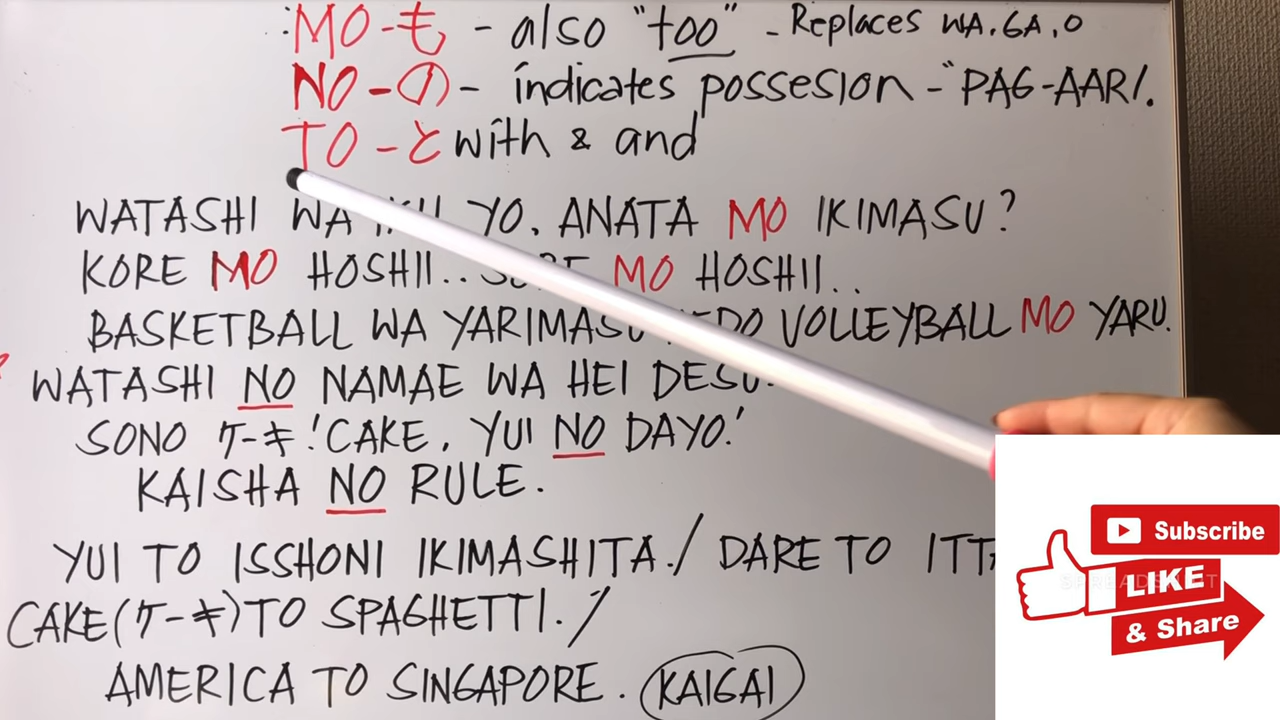 MO-も - also "too" - Replaces WA.GA.O
NO-の - indicates possesion - "PAG-AARI.
TO-と with & and
WATASHI WA YO. ANATA MO IKIMASU?
KORE MO HOSHII.. MO HOSHII..
BASKETBALL WA YARIMASU VOLLEYBALL MO YARU.
WATASHI NO NAMAE WA HEI DESU.
SONO ケーキ!CAKE. YUI NO DAYO.'
KAISHA NO RULE.
YUI TO ISSHONI IKIMASHITA./ DARE TO
CAKE(ケーキ)TO SPAGHETTI./
AMERICA TO SINGAPORE. KAIGAI
Subscribe
LIKE
& Share